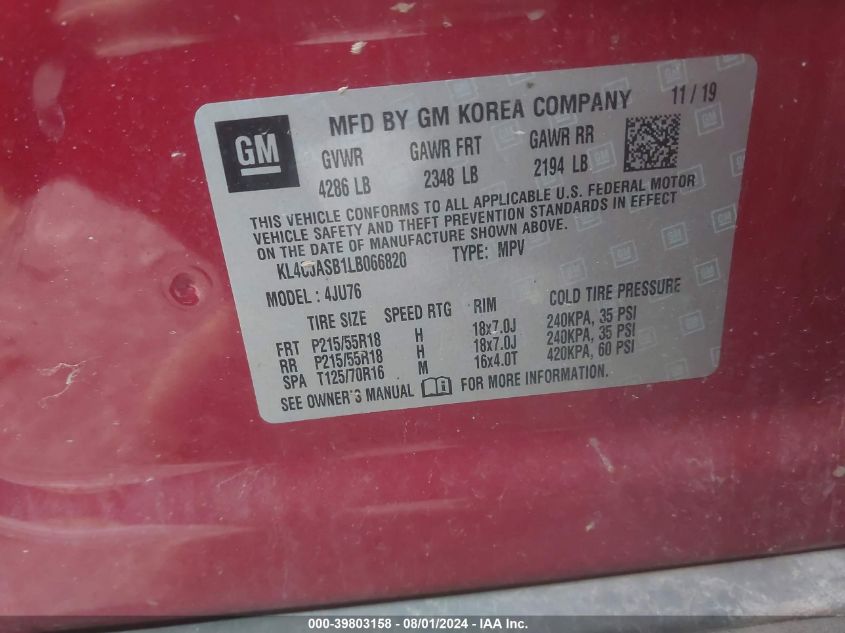 GM
MFD BY GM KOREA COMPANY 11 / 19
GVWR GAWR FRT GAWR RR
4286 LB 2348 LB 2194 LB
THIS VEHICLE CONFORMS TO ALL APPLICABLE U.S. FEDERAL MOTOR
VEHICLE SAFETY AND THEFT PREVENTION STANDARDS IN EFFECT
ON THE DATE OF MANUFACTURE SHOWN ABOVE.
KL4CJASB1LB066820 TYPE: MPV
MODEL : 4JU76
TIRE SIZE SPEED RTG RIM COLD TIRE PRESSURE
FRT P215/55R18 H 18x7.0J 240KPA, 35 PSI
RR P215/55R18 H 18x7.0J 240KPA, 35 PSI
SPA T125/70R16 M 16x4.0T 420KPA, 60 PSI
SEE OWNER'S MANUAL FOR MORE INFORMATION.
000-39803158 - 08/01/2024 - IAA Inc.